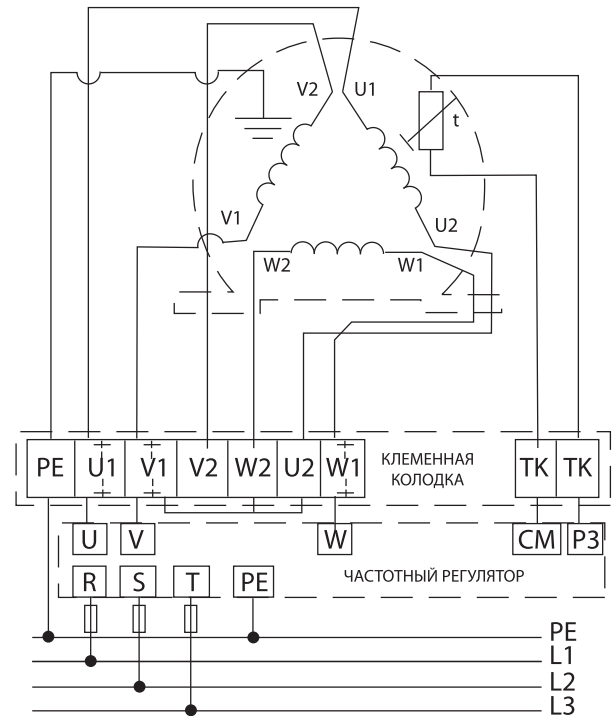 V2 U1
t
V1
U2
W2 W1
PE U1 V1 V2 W2 U2 W1 КЛЕМЕННАЯ КОЛОДКА TK TK
U V W CM P3
R S T PE ЧАСТОТНЫЙ РЕГУЛЯТОР
PE
L1
L2
L3